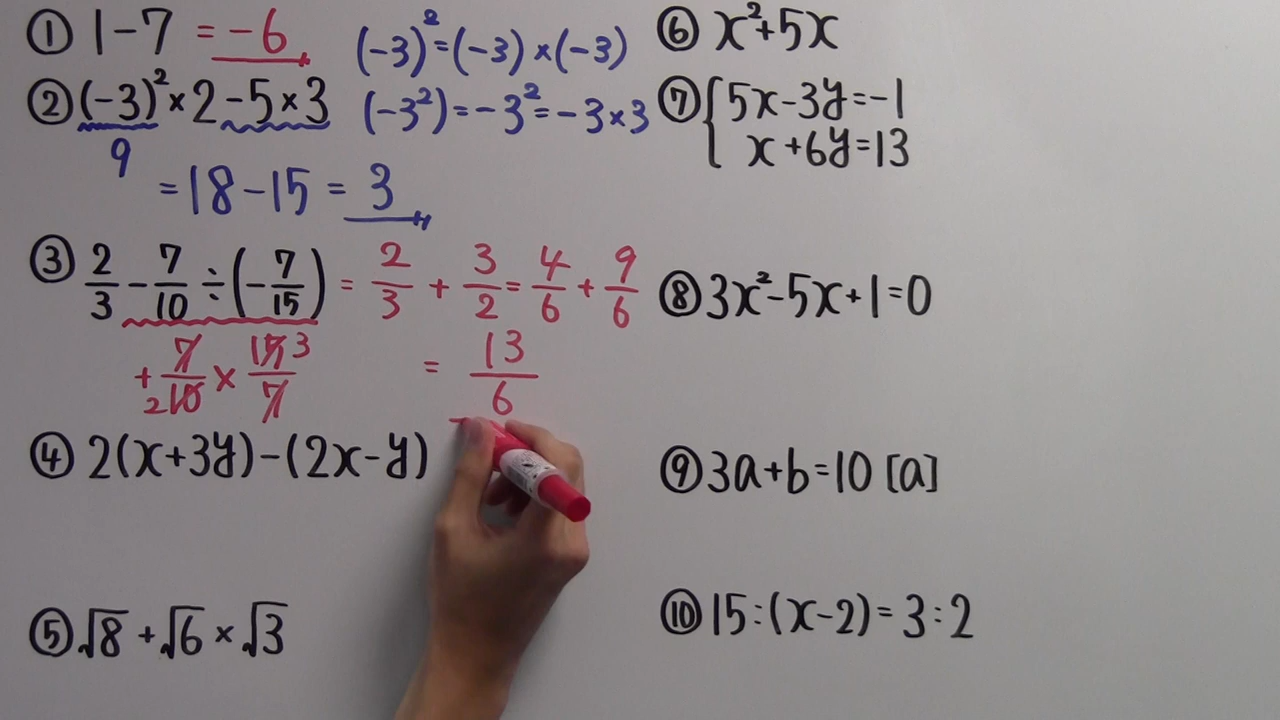 ① 1-7 = -6
(-3)²=(-3)×(-3)
② (-3)²×2-5×3
(-3²)=-3²=-3×3
9
=18-15= 3
③ 2/3 - 7/10 ÷ (-7/15) = 2/3 + 3/2 = 4/6 + 9/6
+ 7/10 2 × 15/7 3
= 13/6
④ 2(x+3y)-(2x-y)
⑤ √8 + √6 × √3
⑥ x²+5x
⑦ { 5x-3y=-1
x+6y=13
⑧ 3x²-5x+1=0
⑨ 3a+b=10 [a]
⑩ 15:(x-2)=3:2